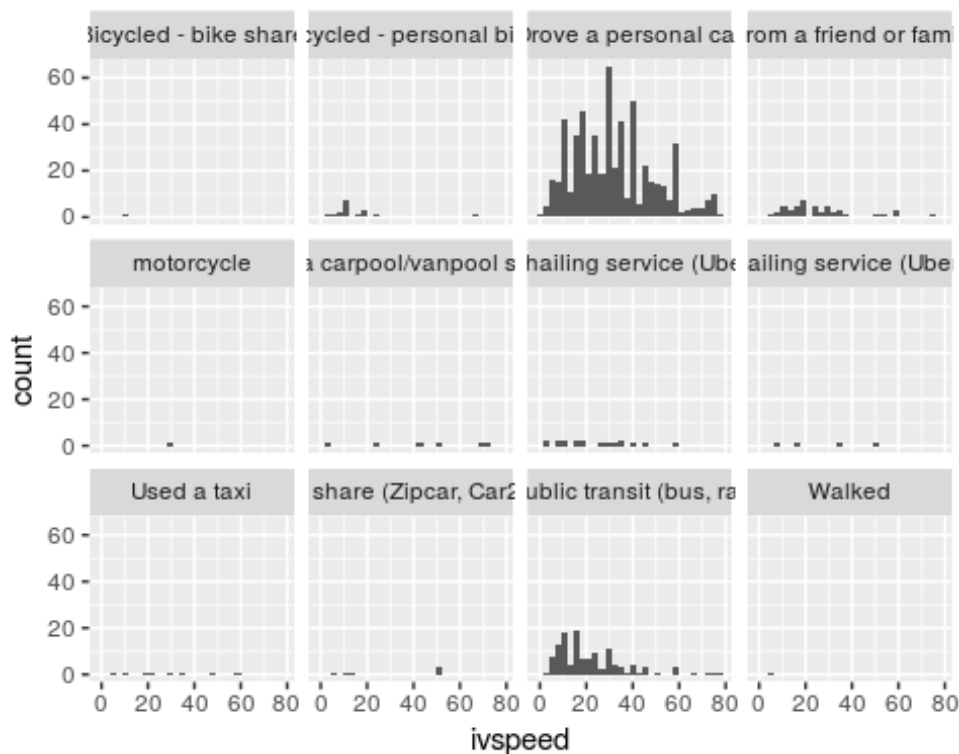 Bicycled - bike share
cycled - personal bi
Drove a personal ca
rom a friend or fami
60
40
20
0
motorcycle
a carpool/vanpool s
hailing service (Ube
ailing service (Uber
60
40
20
0
count
Used a taxi
share (Zipcar, Car2
ublic transit (bus, ra
Walked
60
40
20
0
0 20 40 60 80 0 20 40 60 80 0 20 40 60 80 0 20 40 60 80
ivspeed